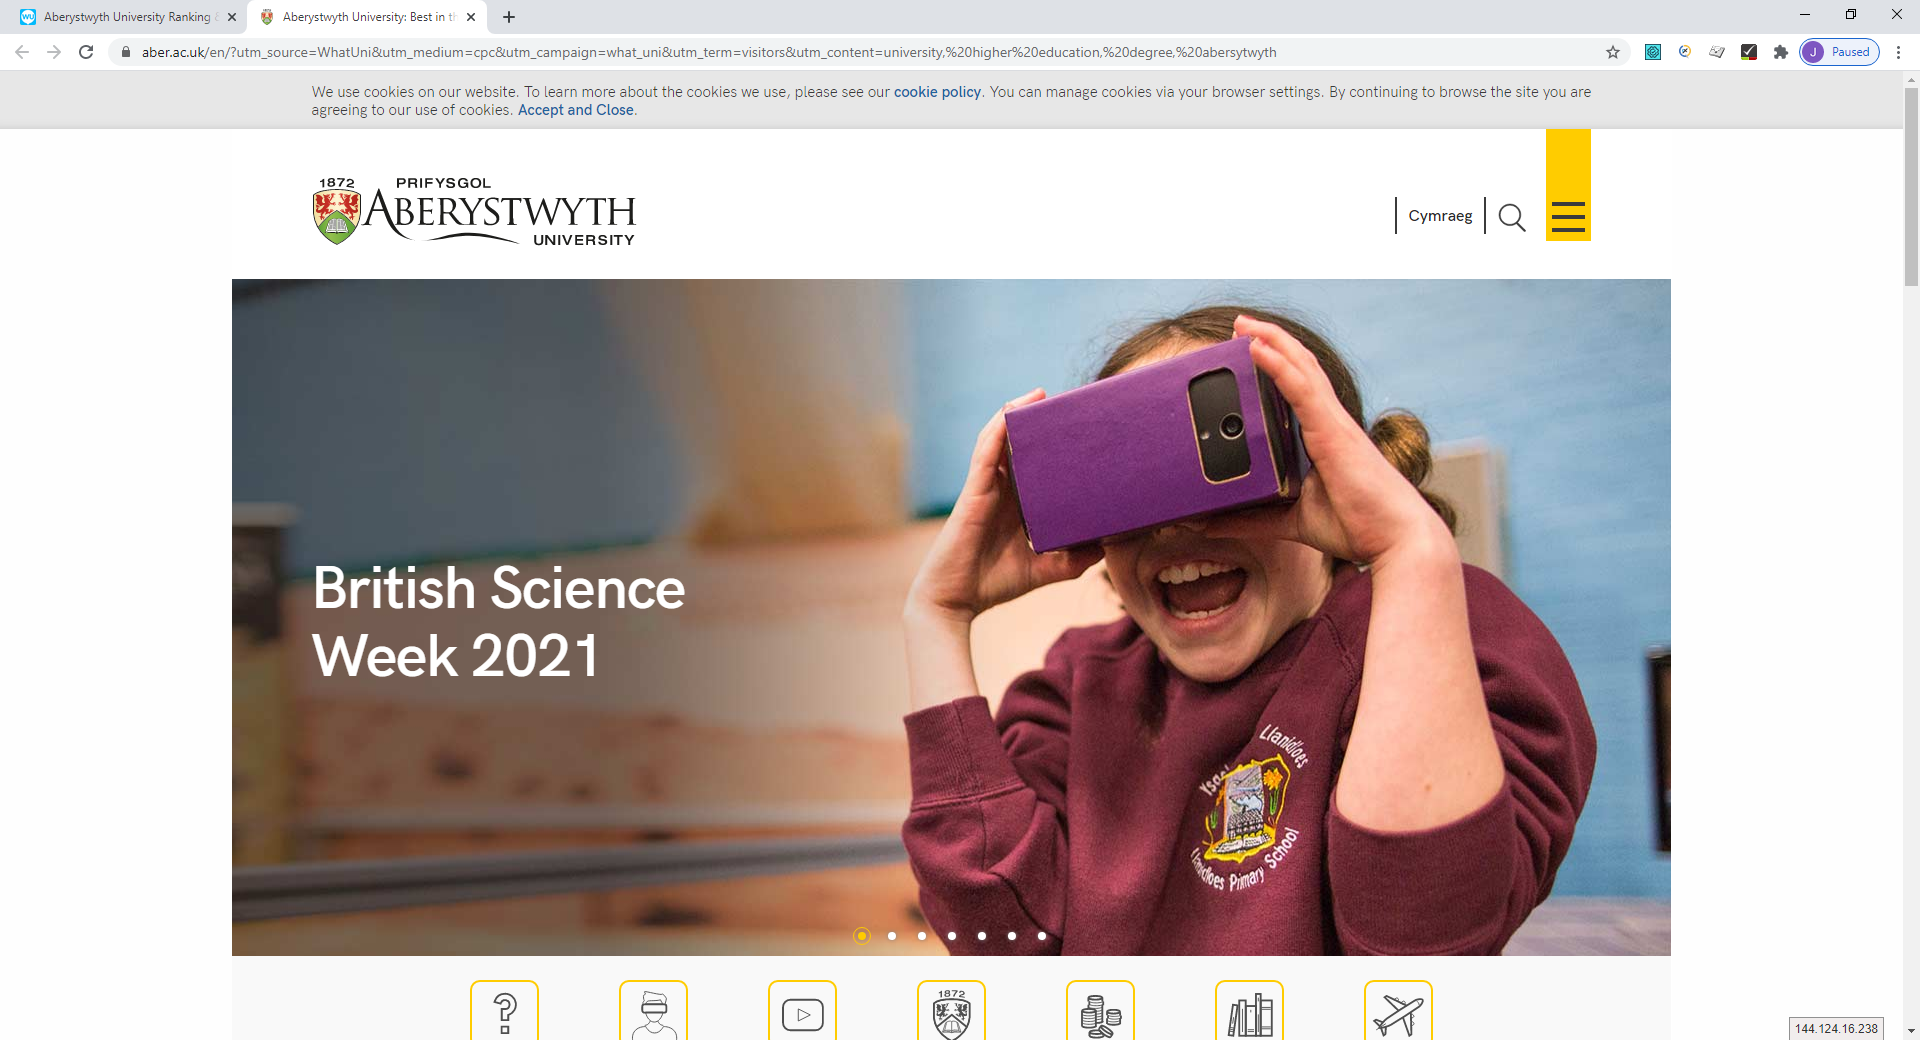 Aberystwyth University Ranking
Aberystwyth University: Best in th
aber.ac.uk/en/?utm_source=WhatUni&utm_medium=cpc&utm_campaign=what_uni&utm_term=visitors&utm_content=university,%20higher%20education,%20degree,%20abersytwyth
J Paused
We use cookies on our website. To learn more about the cookies we use, please see our cookie policy. You can manage cookies via your browser settings. By continuing to browse the site you are
agreeing to our use of cookies. Accept and Close.
1872 PRIFYSGOL
ABERYSTWYTH
UNIVERSITY
Cymraeg
British Science
Week 2021
Llanidloes
Llanidloes Primary School
1872
144.124.16.238